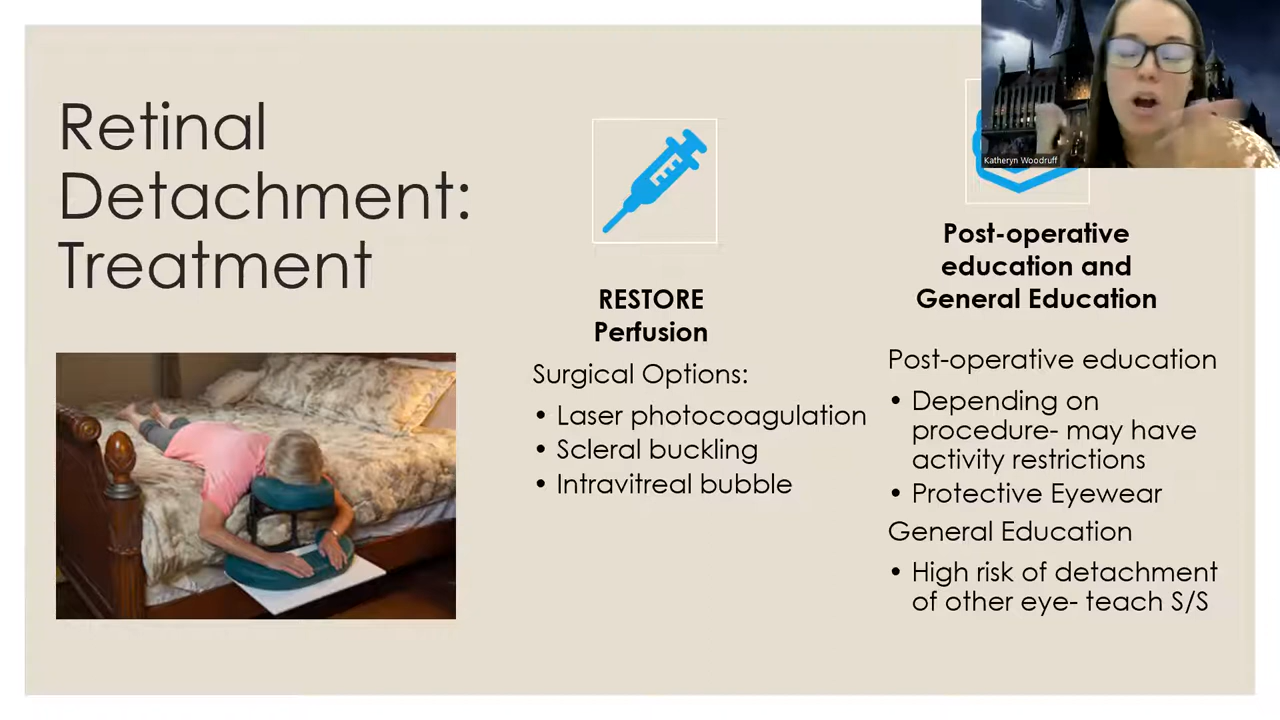 Retinal
Detachment:
Treatment
RESTORE
Perfusion
Surgical Options:
• Laser photocoagulation
• Scleral buckling
• Intravitreal bubble
Katheryn Woodruff
Post-operative
education and
General Education
Post-operative education
• Depending on
procedure- may have
activity restrictions
• Protective Eyewear
General Education
• High risk of detachment
of other eye- teach S/S